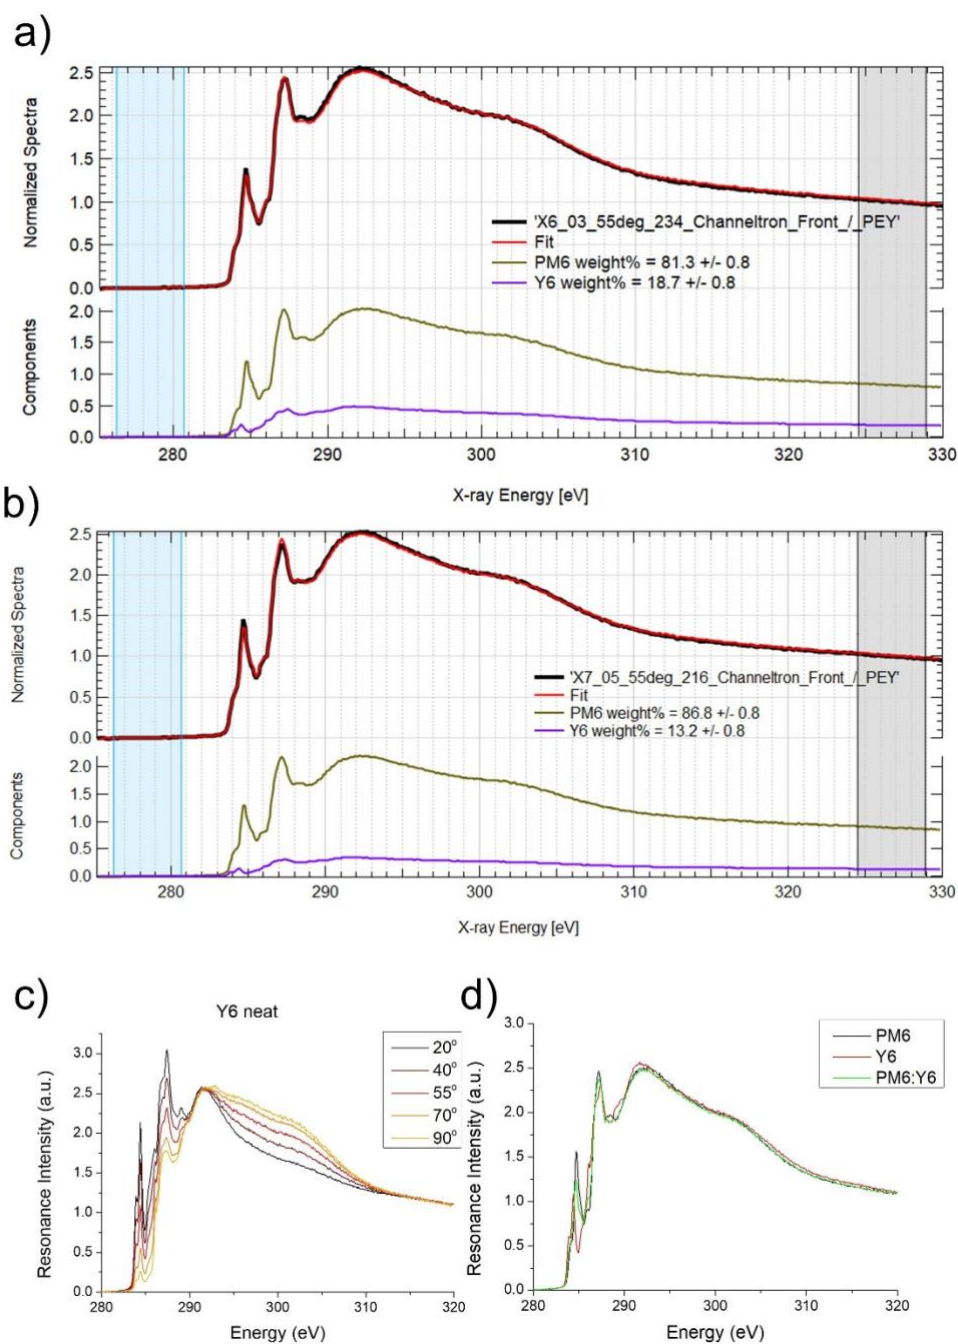 a)
Normalized Spectra
2.5
2.0
1.5
1.0
0.5
0.0
'X6_03_55deg_234_Channeltron_Front_/_PEY'
Fit
PM6 weight% = 81.3 +/- 0.8
Y6 weight% = 18.7 +/- 0.8
Components
2.0
1.5
1.0
0.5
0.0
280 290 300 310 320 330
X-ray Energy [eV]
b)
Normalized Spectra
2.5
2.0
1.5
1.0
0.5
0.0
'X7_05_55deg_216_Channeltron_Front_/_PEY'
Fit
PM6 weight% = 86.8 +/- 0.8
Y6 weight% = 13.2 +/- 0.8
Components
2.0
1.5
1.0
0.5
0.0
280 290 300 310 320 330
X-ray Energy [eV]
c)
Y6 neat
Resonance Intensity (a.u.)
3.0
2.5
2.0
1.5
1.0
0.5
0.0
20°
40°
55°
70°
90°
280 290 300 310 320
Energy (eV)
d)
Resonance Intensity (a.u.)
3.0
2.5
2.0
1.5
1.0
0.5
0.0
PM6
Y6
PM6:Y6
280 290 300 310 320
Energy (eV)